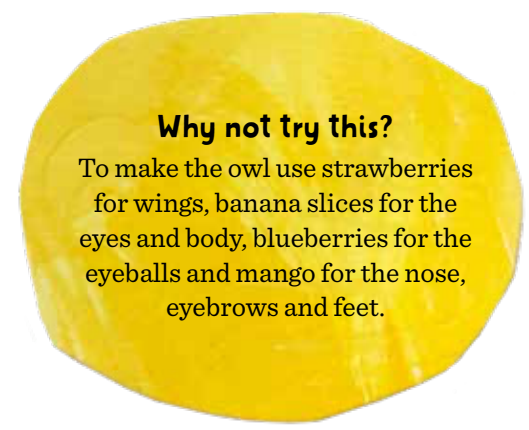 Why not try this?
To make the owl use strawberries
for wings, banana slices for the
eyes and body, blueberries for the
eyeballs and mango for the nose,
eyebrows and feet.